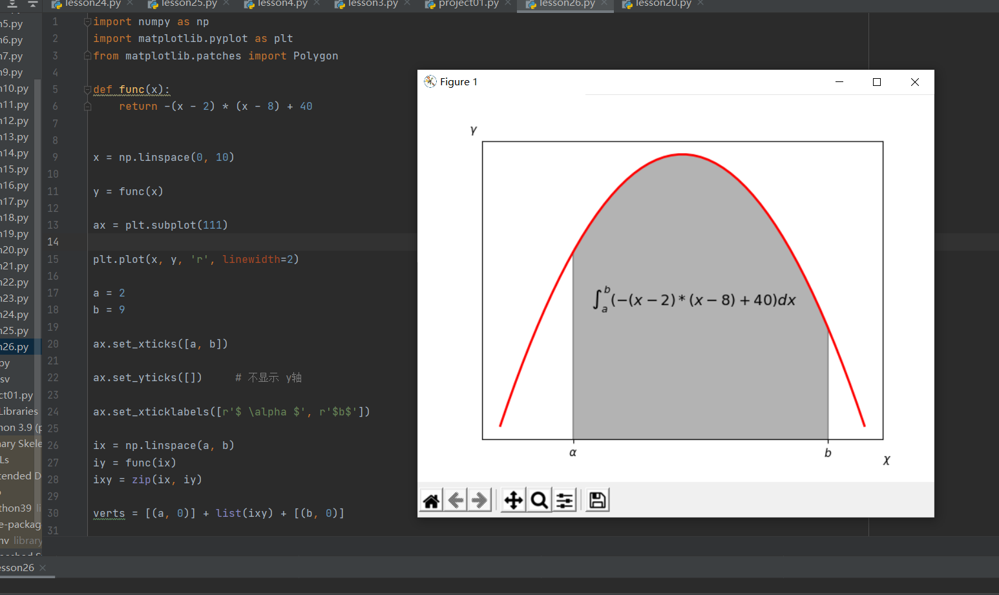 lesson24.py
lesson25.py
lesson4.py
lesson3.py
project01.py
lesson26.py
lesson20.py
n5.py
n6.py
n7.py
n9.py
n10.py
n11.py
n12.py
n13.py
n14.py
n15.py
n16.py
n17.py
n18.py
n19.py
n20.py
n21.py
n22.py
n23.py
n24.py
n25.py
n26.py
py
sv
ct01.py
Libraries
hon 3.9 (p
nary Skele
Ls
tended D
thon39 li
e-packag
nv library
1 import numpy as np
2 import matplotlib.pyplot as plt
3 from matplotlib.patches import Polygon
4
5 def func(x):
6 return -(x - 2) * (x - 8) + 40
7
8
9 x = np.linspace(0, 10)
10
11 y = func(x)
12
13 ax = plt.subplot(111)
14
15 plt.plot(x, y, 'r', linewidth=2)
16
17 a = 2
18 b = 9
19
20 ax.set_xticks([a, b])
21
22 ax.set_yticks([]) # 不显示 y轴
23
24 ax.set_xticklabels([r'$ \alpha $', r'$b$'])
25
26 ix = np.linspace(a, b)
27 iy = func(ix)
28 ixy = zip(ix, iy)
29
30 verts = [(a, 0)] + list(ixy) + [(b, 0)]
31
Figure 1
γ
∫_a^b(−(x − 2) * (x − 8) + 40)dx
α
b
χ
esson26